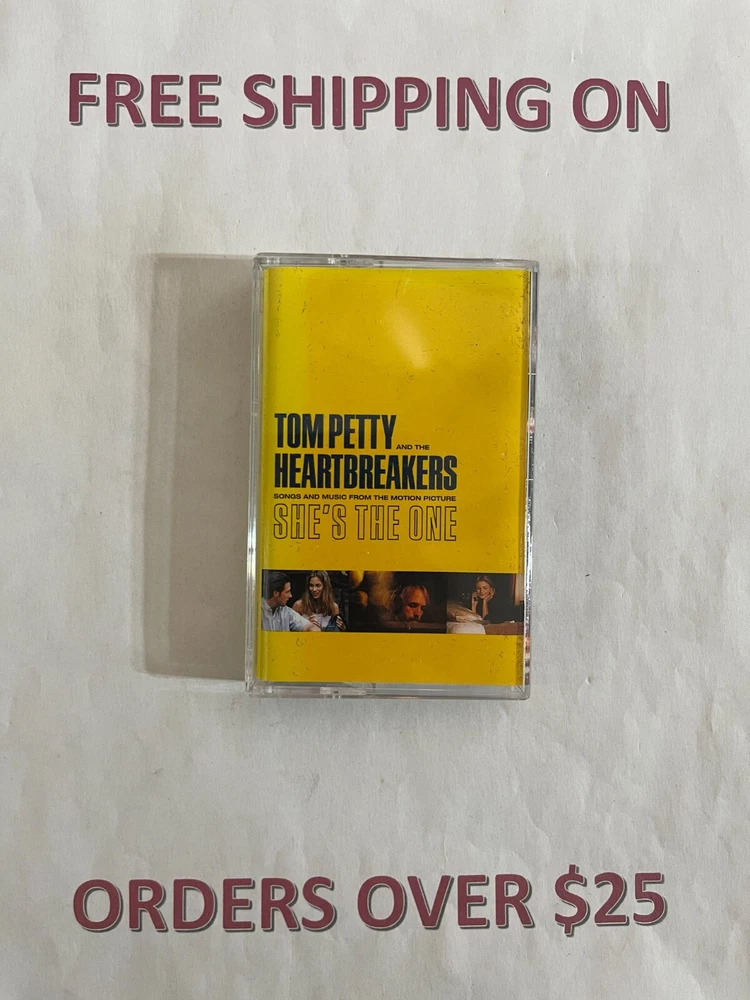 FREE SHIPPING ON
TOM PETTY AND THE
HEARTBREAKERS
SONGS AND MUSIC FROM THE MOTION PICTURE
SHE'S THE ONE
ORDERS OVER $25